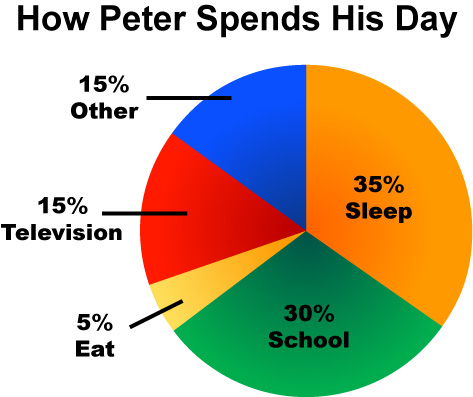 How Peter Spends His Day
15%
Other
35%
Sleep
15%
Television
30%
School
5%
Eat